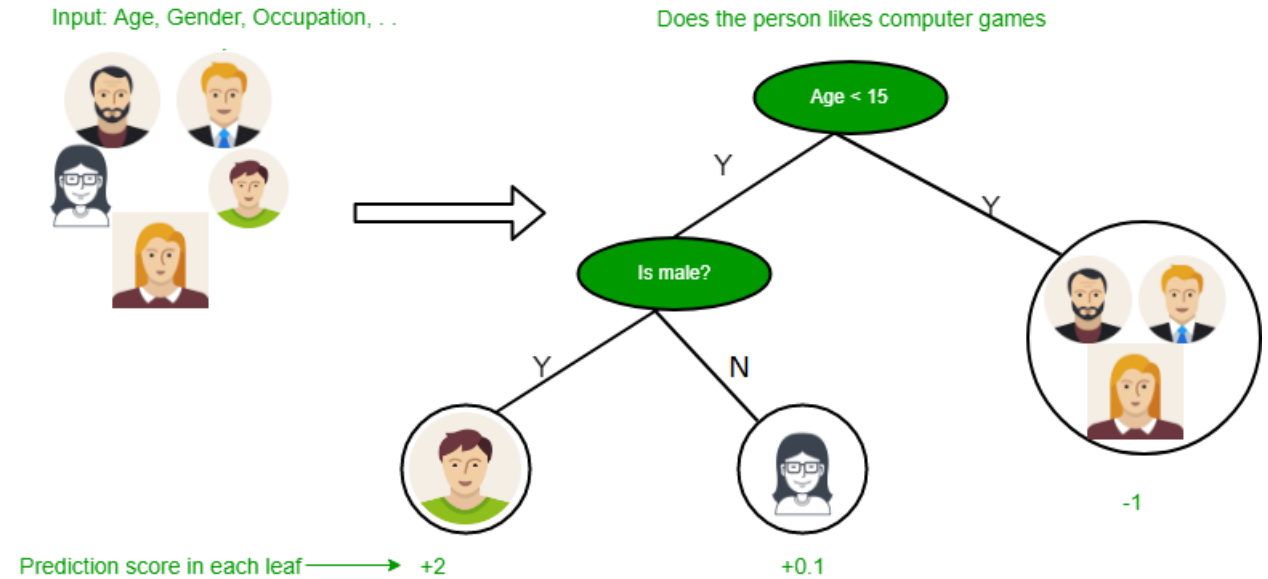 Input: Age, Gender, Occupation, . .
.
Does the person likes computer games
Age < 15
Y
Y
Is male?
Y
N
-1
Prediction score in each leaf
+2
+0.1